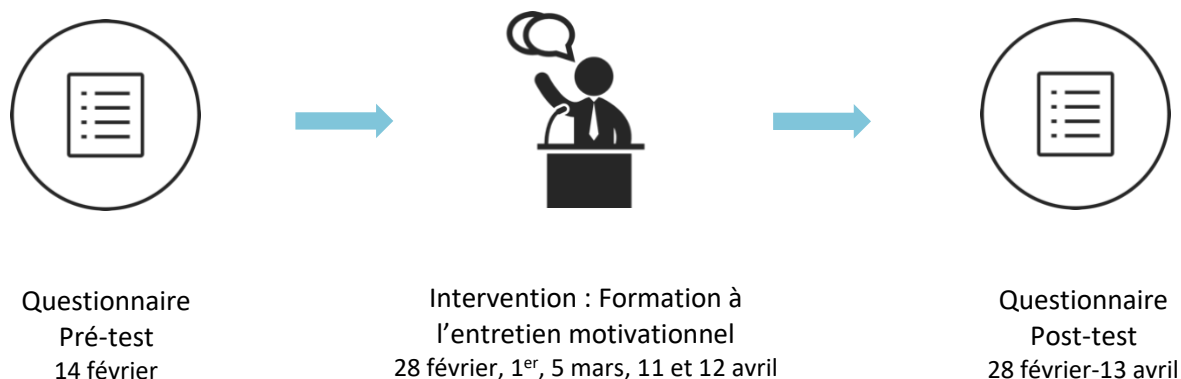 Questionnaire
Pré-test
14 février
Intervention : Formation à
l’entretien motivationnel
28 février, 1er, 5 mars, 11 et 12 avril
Questionnaire
Post-test
28 février-13 avril